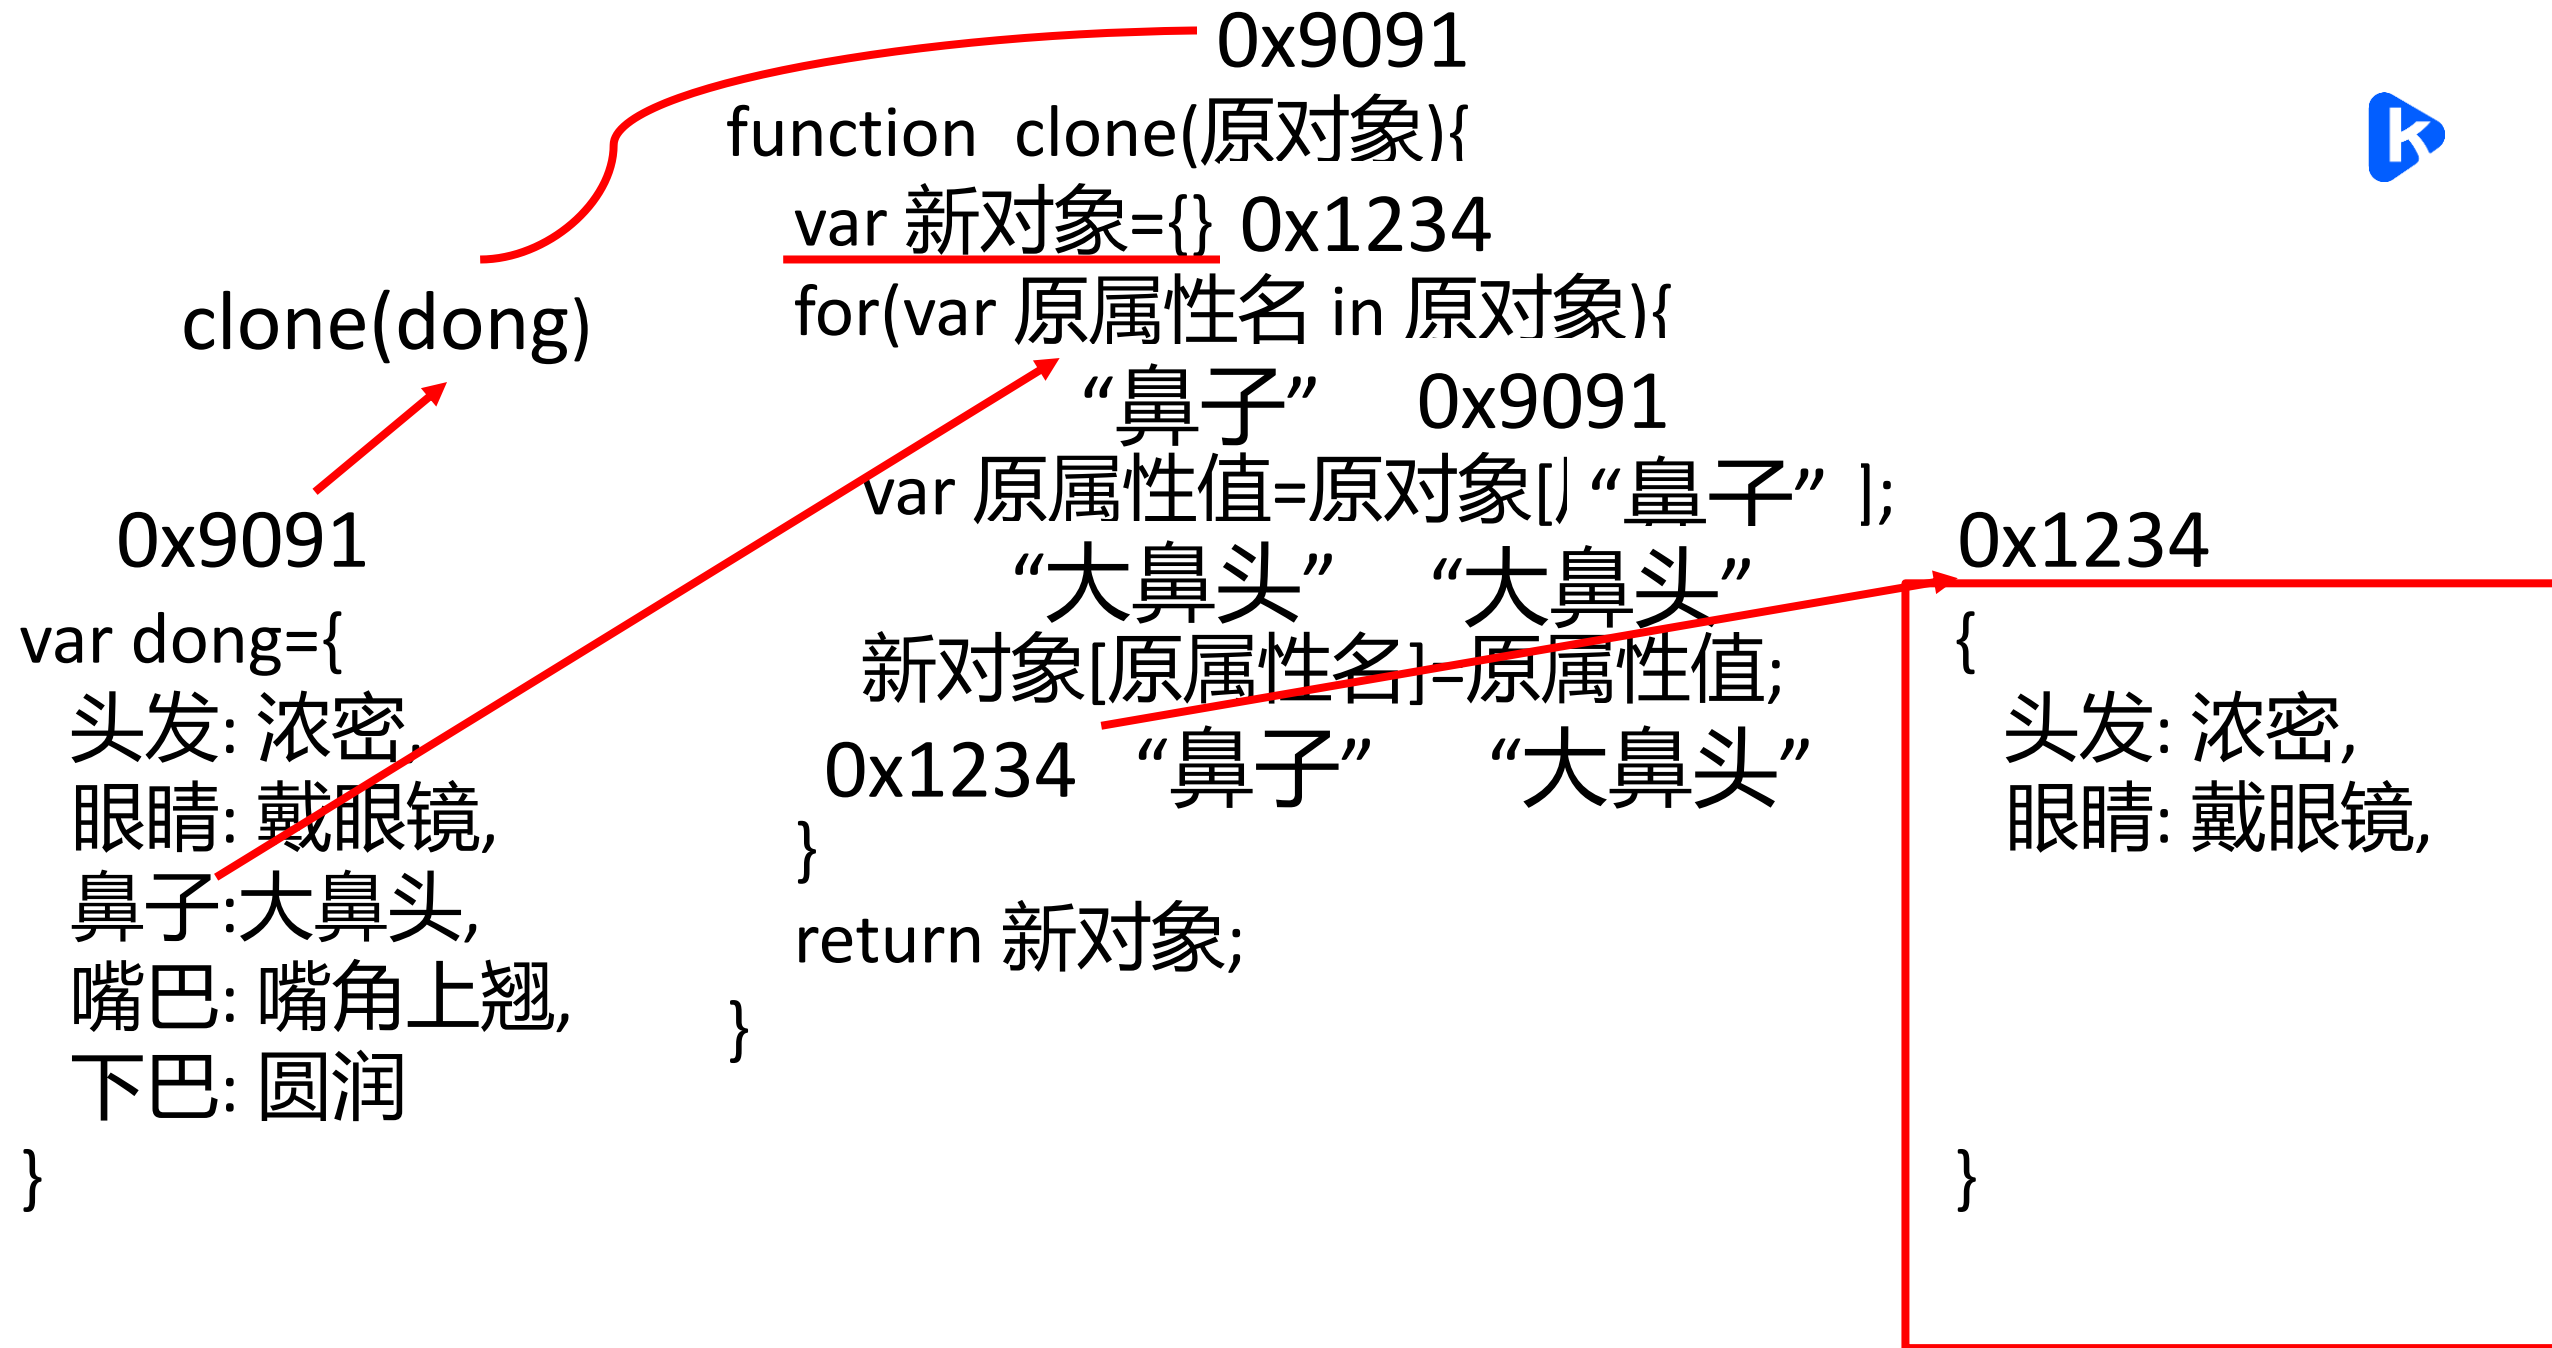 0x9091
function clone(原对象){
var 新对象={} 0x1234
for(var 原属性名 in 原对象){
“鼻子” 0x9091
var 原属性值=原对象[ “鼻子” ];
“大鼻头” “大鼻头”
新对象[原属性名]=原属性值;
0x1234 “鼻子” “大鼻头”
}
return 新对象;
}
clone(dong)
0x9091
var dong={
头发: 浓密,
眼睛: 戴眼镜,
鼻子:大鼻头,
嘴巴: 嘴角上翘,
下巴: 圆润
}
0x1234
{
头发: 浓密,
眼睛: 戴眼镜,
}
k